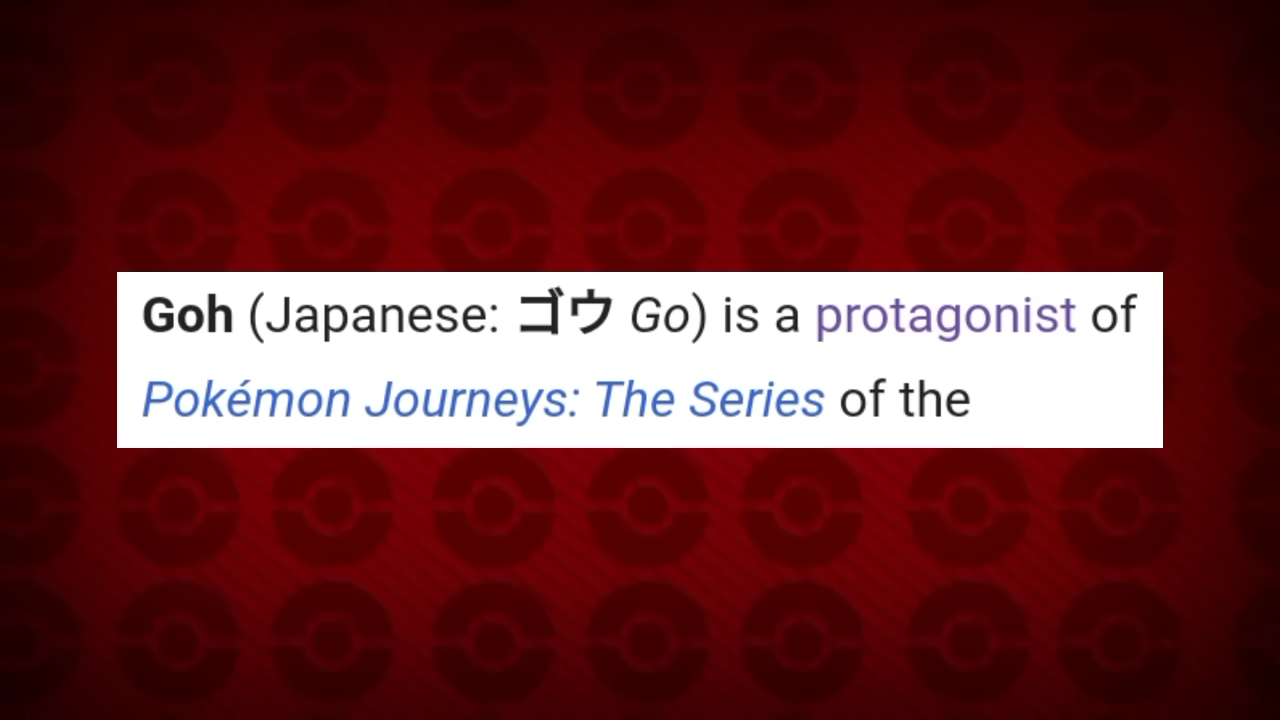 Goh (Japanese: ゴウ Go) is a protagonist of
Pokémon Journeys: The Series of the